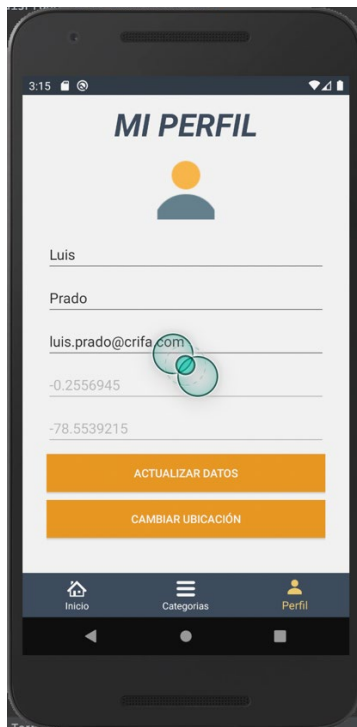 3:15
MI PERFIL
Luis
Prado
luis.prado@crifa.com
-0.2556945
-78.5539215
ACTUALIZAR DATOS
CAMBIAR UBICACIÓN
Inicio Categorias Perfil